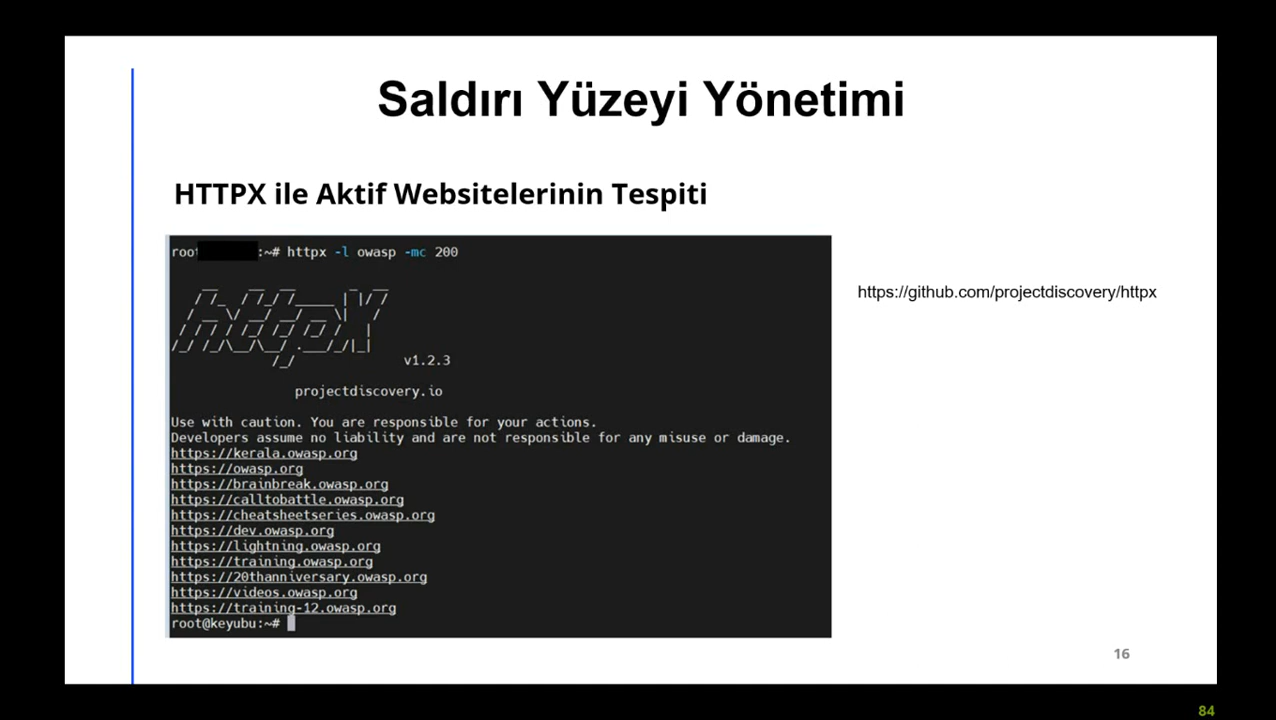 Saldırı Yüzeyi Yönetimi
HTTPX ile Aktif Websitelerinin Tespiti
root :~# httpx -l owasp -mc 200
httpx
v1.2.3
projectdiscovery.io
Use with caution. You are responsible for your actions.
Developers assume no liability and are not responsible for any misuse or damage.
https://kerala.owasp.org
https://owasp.org
https://brainbreak.owasp.org
https://calltobattle.owasp.org
https://cheatsheetseries.owasp.org
https://dev.owasp.org
https://lightning.owasp.org
https://training.owasp.org
https://20thanniversary.owasp.org
https://videos.owasp.org
https://training-12.owasp.org
root@keyubu:~#
https://github.com/projectdiscovery/httpx
16
84